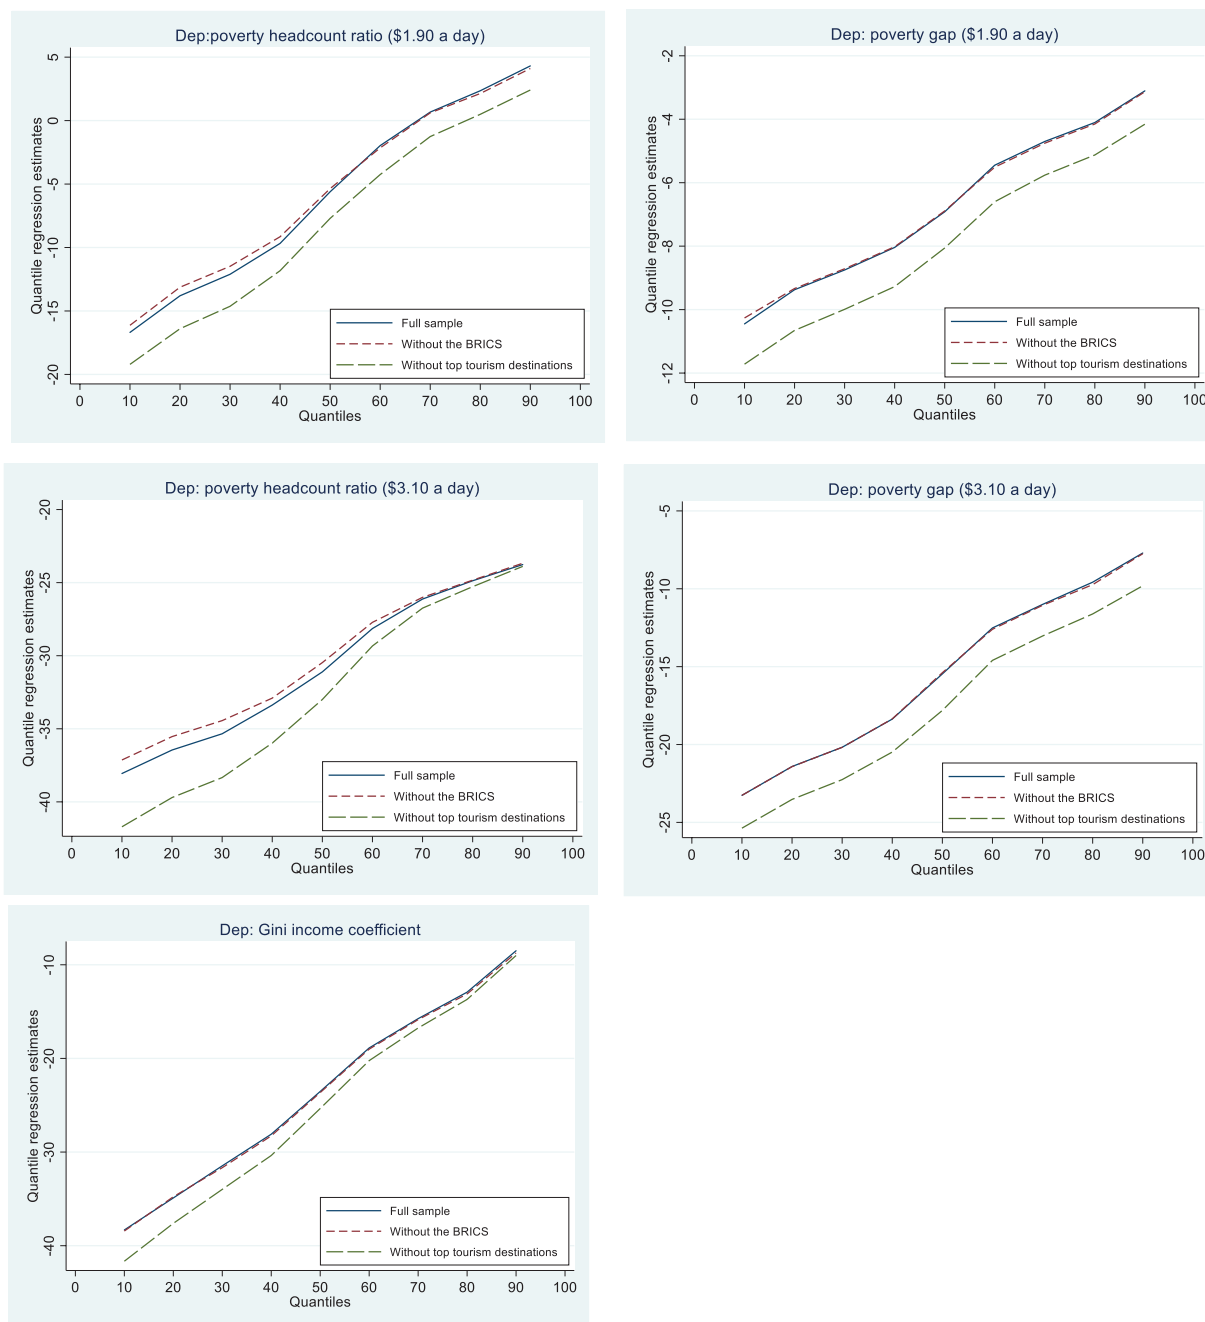 Dep:poverty headcount ratio ($1.90 a day)
Quantile regression estimates
5
0
-5
-10
-15
-20
Full sample
Without the BRICS
Without top tourism destinations
0 10 20 30 40 50 60 70 80 90 100
Quantiles
Dep: poverty gap ($1.90 a day)
Quantile regression estimates
-2
-4
-6
-8
-10
-12
Full sample
Without the BRICS
Without top tourism destinations
0 10 20 30 40 50 60 70 80 90 100
Quantiles
Dep: poverty headcount ratio ($3.10 a day)
Quantile regression estimates
-20
-25
-30
-35
-40
Full sample
Without the BRICS
Without top tourism destinations
0 10 20 30 40 50 60 70 80 90 100
Quantiles
Dep: poverty gap ($3.10 a day)
Quantile regression estimates
-5
-10
-15
-20
-25
Full sample
Without the BRICS
Without top tourism destinations
0 10 20 30 40 50 60 70 80 90 100
Quantiles
Dep: Gini income coefficient
Quantile regression estimates
-10
-20
-30
-40
Full sample
Without the BRICS
Without top tourism destinations
0 10 20 30 40 50 60 70 80 90 100
Quantiles